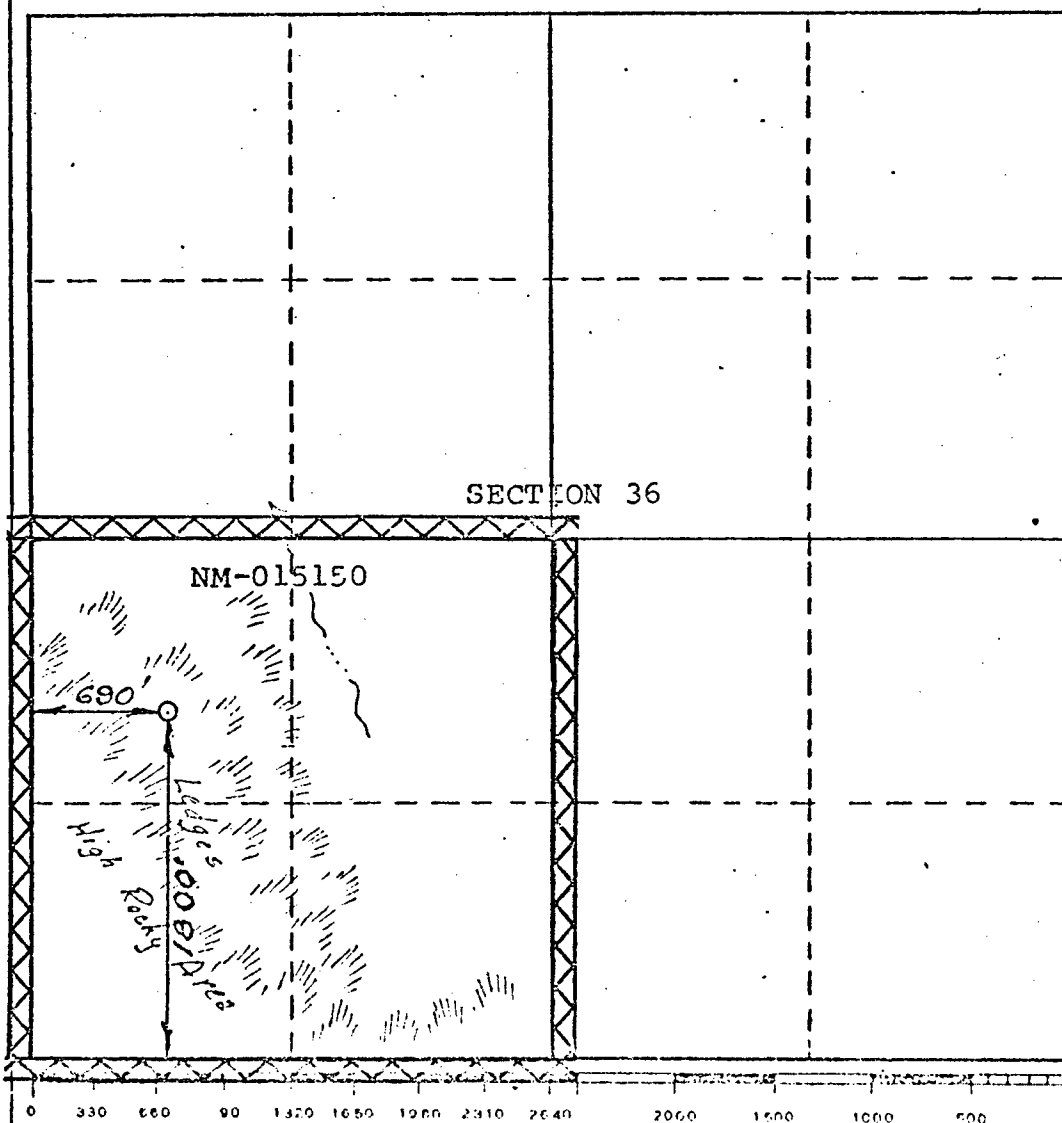 SECTION 36
NM-015150
690'
1800'
High Rocky
Ledges Area
0 330 660 90 1320 1650 1980 2310 2640 2000 1500 1000 500